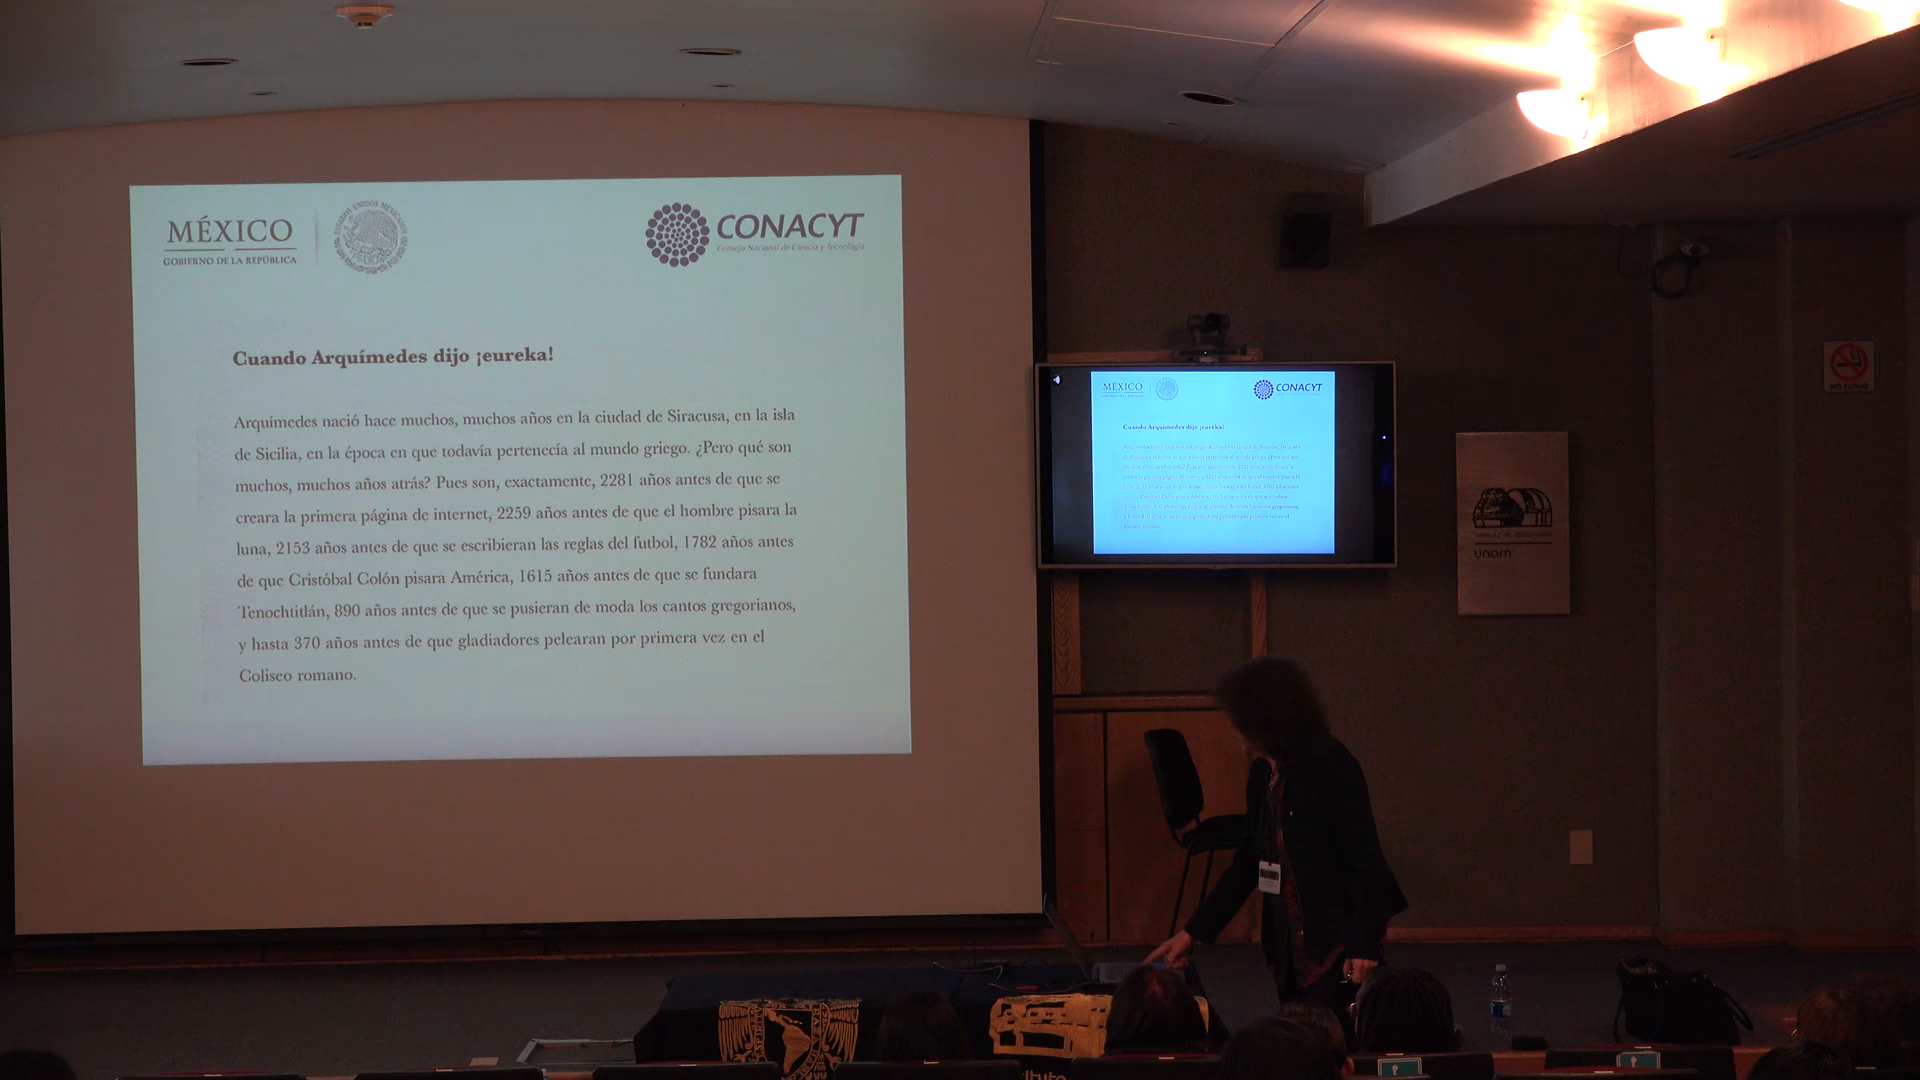 MÉXICO
GOBIERNO DE LA REPÚBLICA
ESTADOS UNIDOS MEXICANOS
CONACYT
Consejo Nacional de Ciencia y Tecnología
Cuando Arquímedes dijo ¡eureka!
Arquímedes nació hace muchos, muchos años en la ciudad de Siracusa, en la isla
de Sicilia, en la época en que todavía pertenecía al mundo griego. ¿Pero qué son
muchos, muchos años atrás? Pues son, exactamente, 2281 años antes de que se
creara la primera página de internet, 2259 años antes de que el hombre pisara la
luna, 2153 años antes de que se escribieran las reglas del futbol, 1782 años antes
de que Cristóbal Colón pisara América, 1615 años antes de que se fundara
Tenochtitlán, 890 años antes de que se pusieran de moda los cantos gregorianos,
y hasta 370 años antes de que gladiadores pelearan por primera vez en el
Coliseo romano.
MÉXICO
CONACYT
Cuando Arquímedes dijo ¡eureka!
NO FUMAR
unam